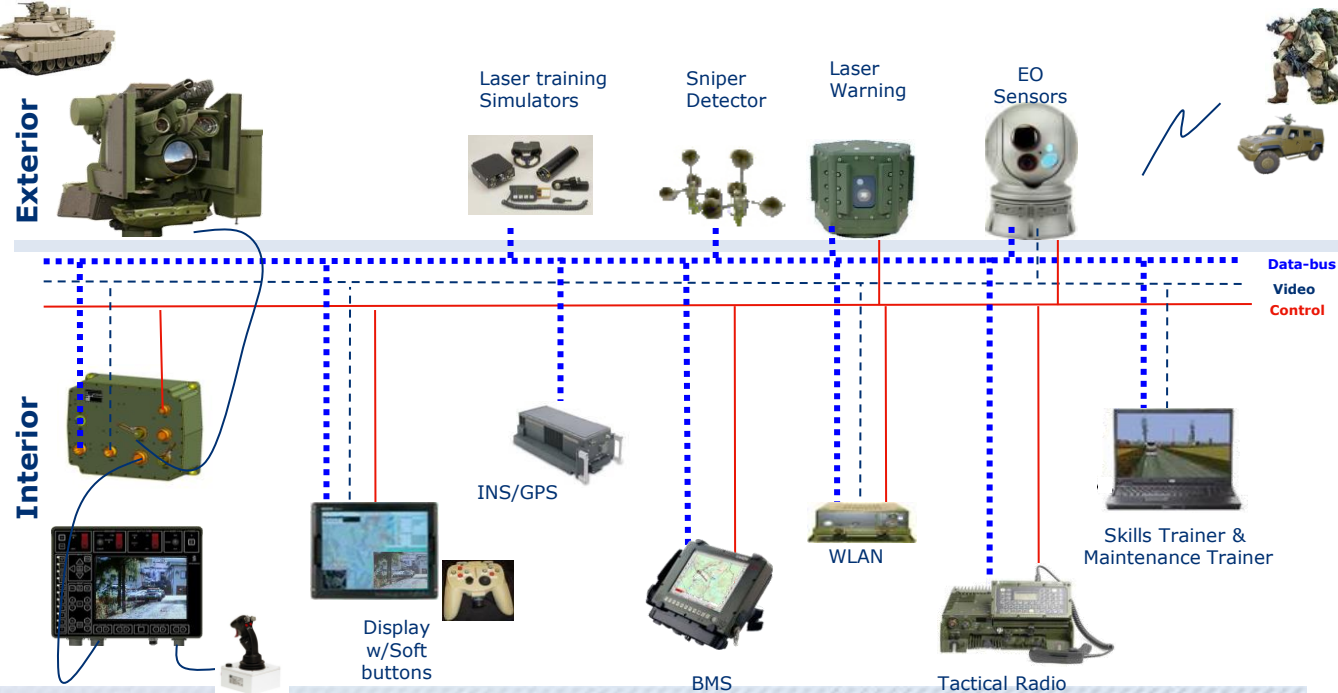 Exterior
Laser training
Simulators
Sniper
Detector
Laser
Warning
EO
Sensors
Data-bus
Video
Control
Interior
INS/GPS
Display
w/Soft
buttons
BMS
WLAN
Tactical Radio
Skills Trainer &
Maintenance Trainer